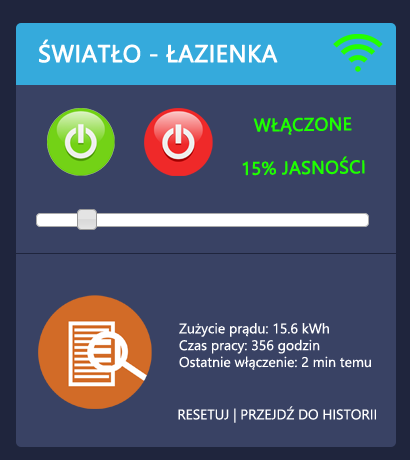 ŚWIATŁO - ŁAZIENKA
WŁĄCZONE
15% JASNOŚCI
Zużycie prądu: 15.6 kWh
Czas pracy: 356 godzin
Ostatnie włączenie: 2 min temu
RESETUJ | PRZEJDŹ DO HISTORII